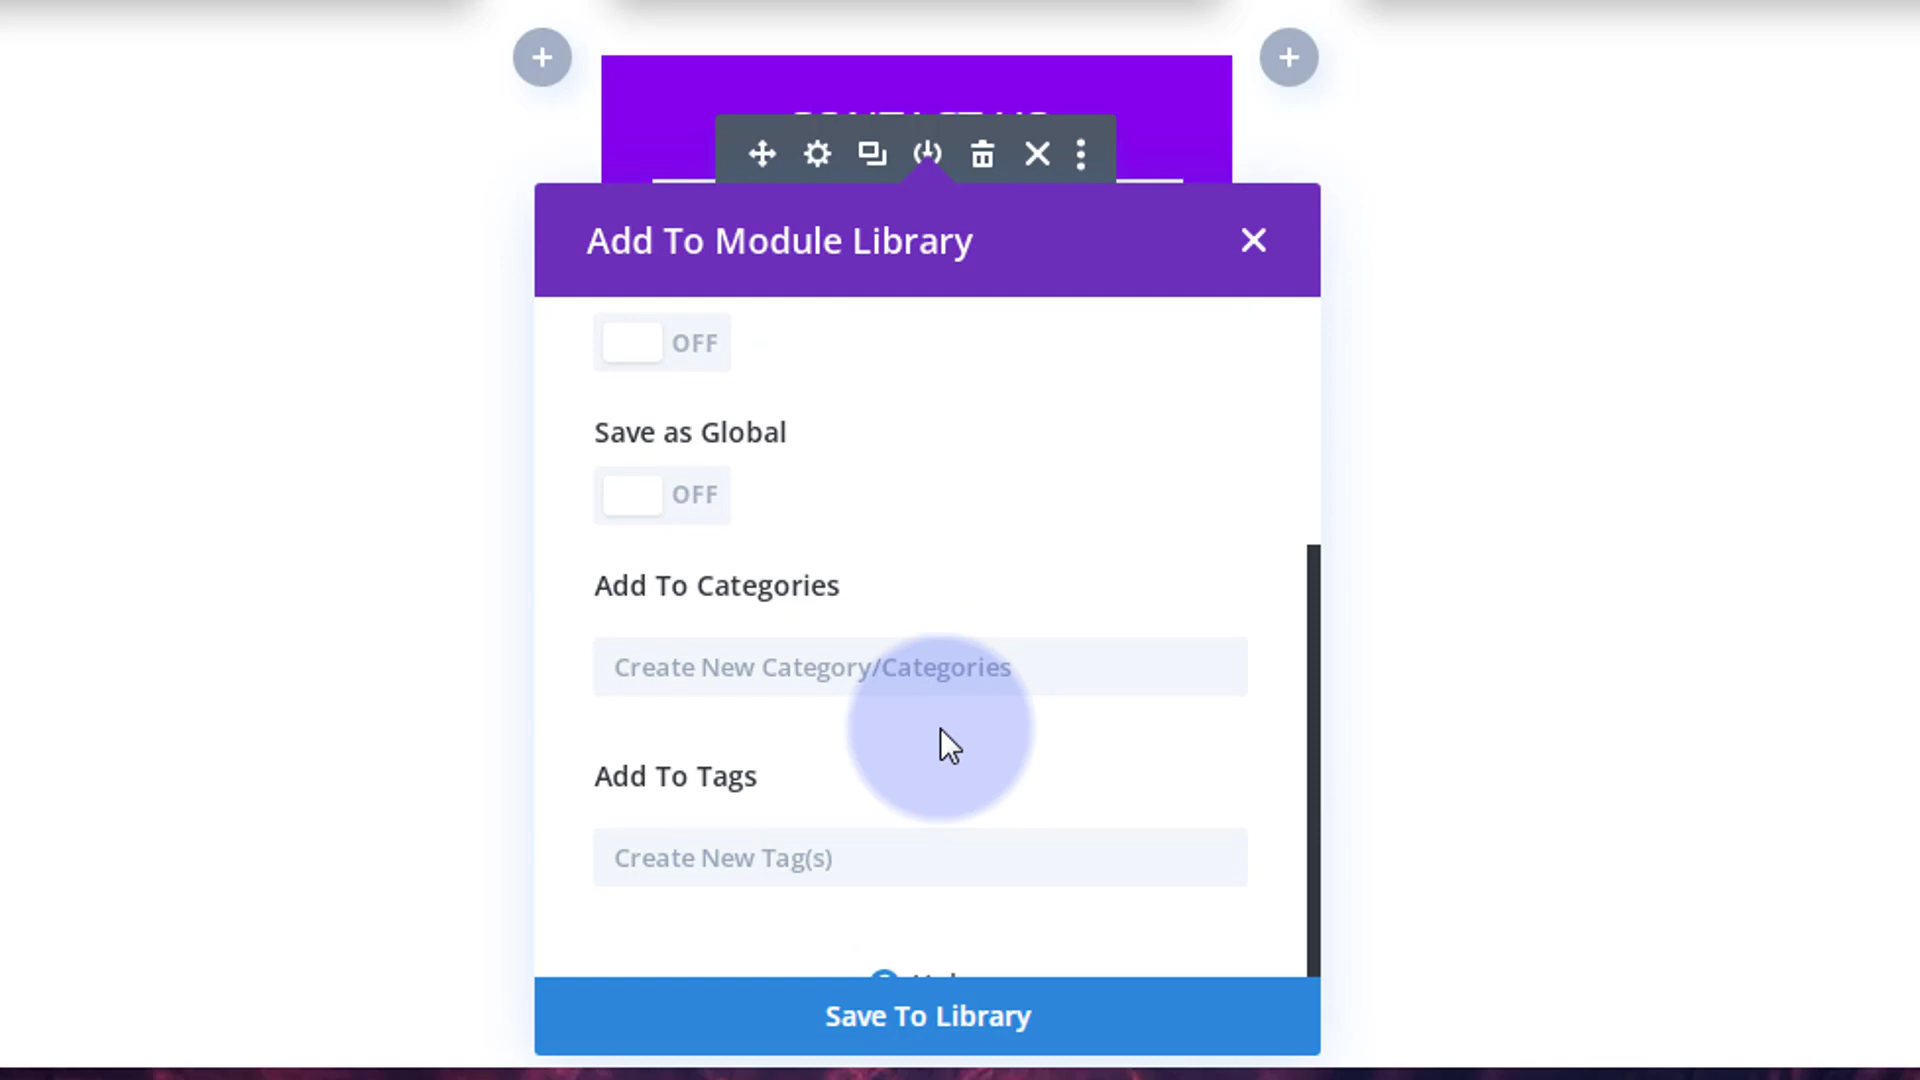 Add To Module Library
OFF
Save as Global
OFF
Add To Categories
Create New Category/Categories
Add To Tags
Create New Tag(s)
Save To Library